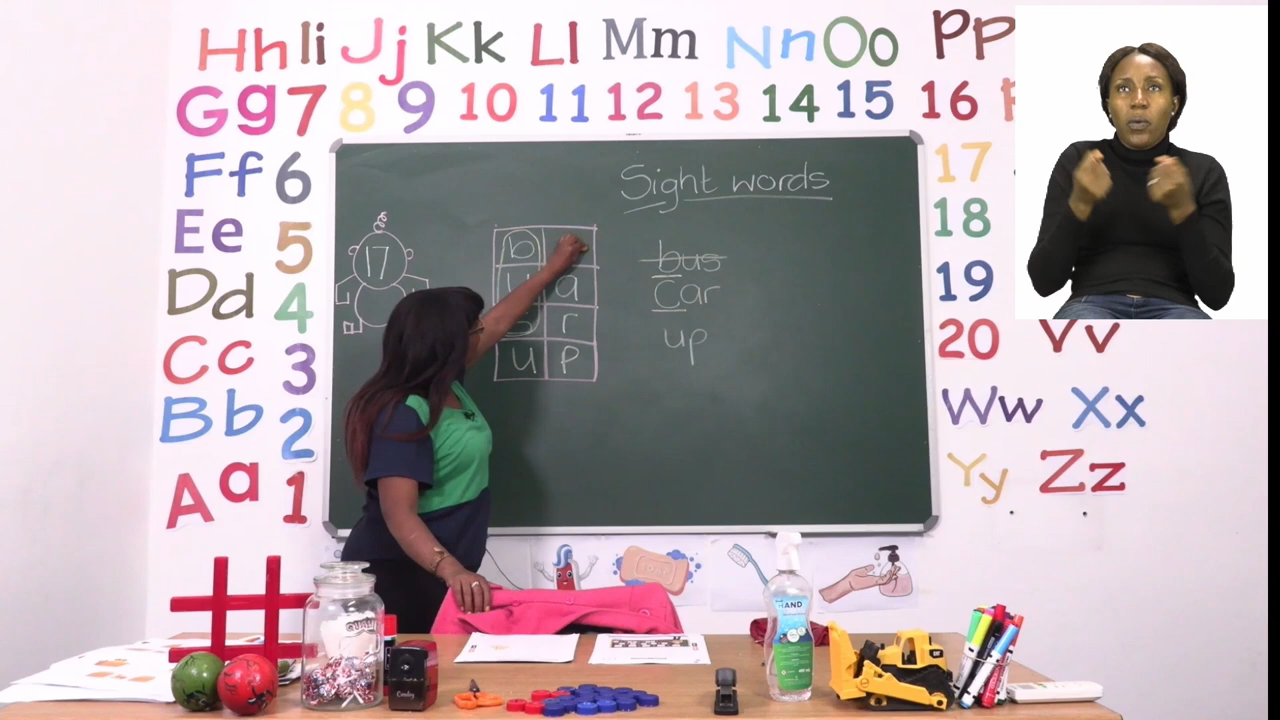 Hh Ii Jj Kk Ll Mm Nn Oo Pp
Gg 7 8 9 10 11 12 13 14 15 16
Ff 6 17
Ee 5 18
Dd 4 19
Cc 3 20 Vv
Bb 2 Ww Xx
Aa 1 Yy Zz
Sight words
17
b
u a
r
u p
bus
Car
up
HAND
CAT